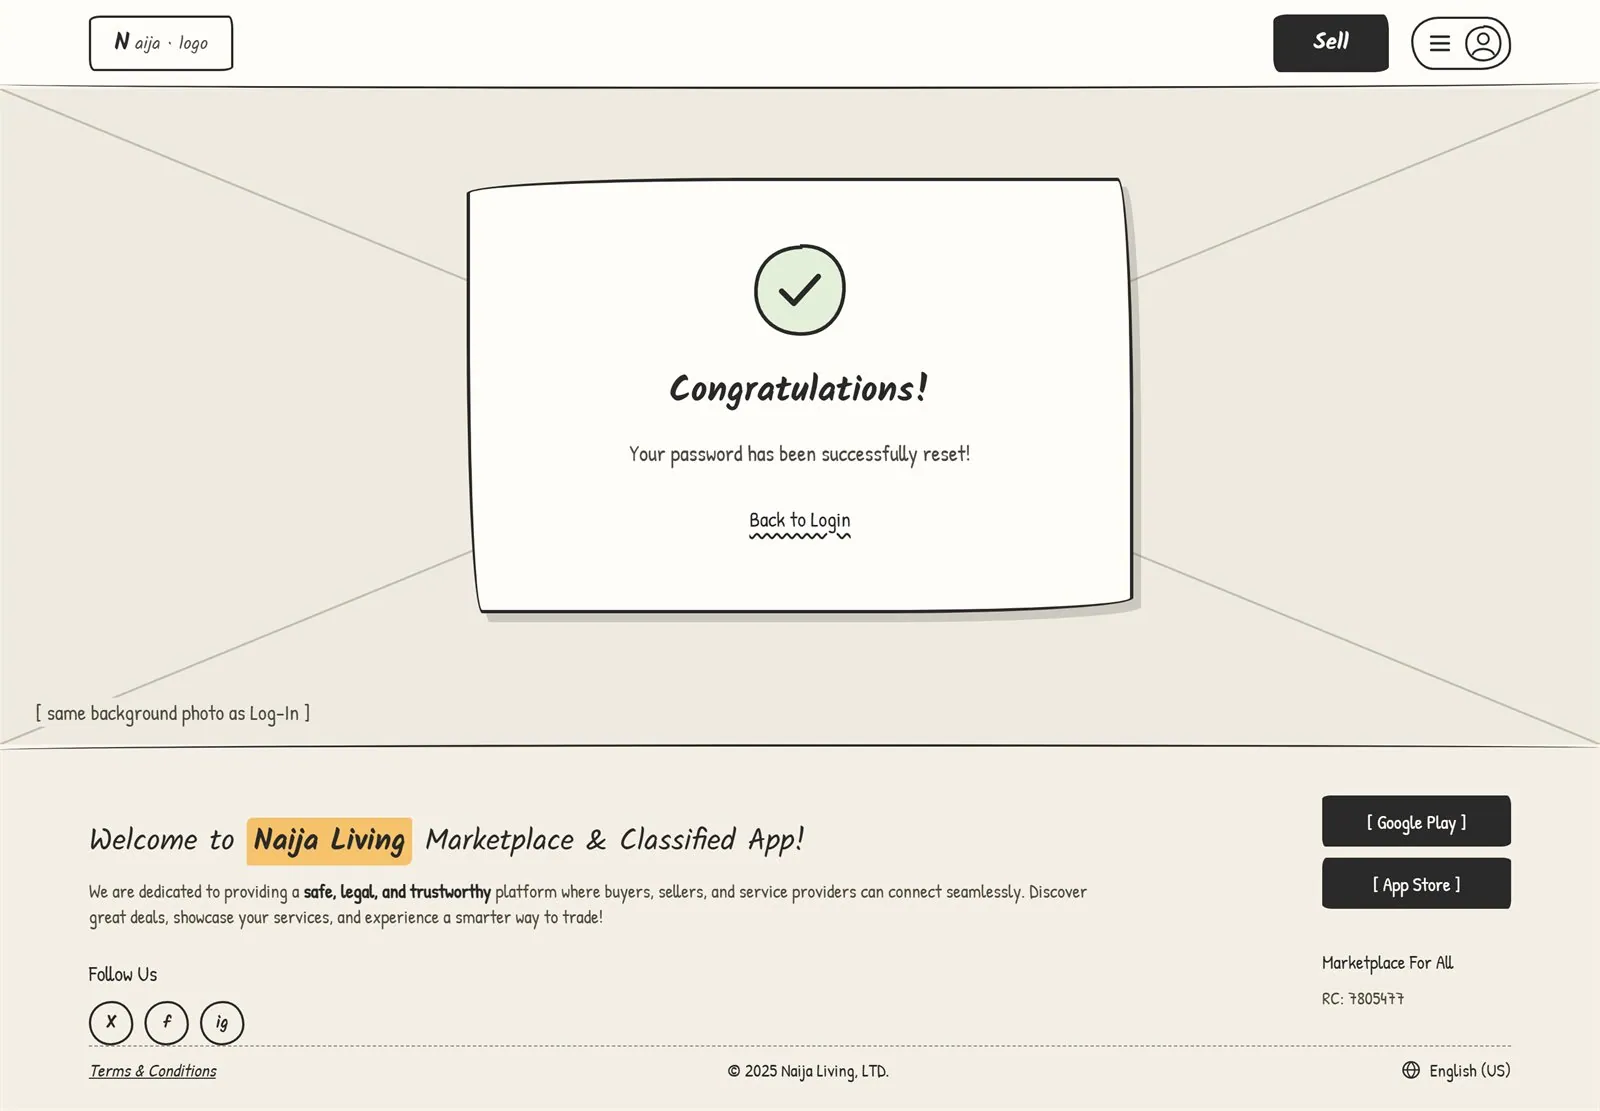 N aija · logo
Sell
Congratulations!
Your password has been successfully reset!
Back to Login
[ same background photo as Log-In ]
Welcome to Naija Living Marketplace & Classified App!
We are dedicated to providing a safe, legal, and trustworthy platform where buyers, sellers, and service providers can connect seamlessly. Discover
great deals, showcase your services, and experience a smarter way to trade!
Follow Us
X f ig
[ Google Play ]
[ App Store ]
Marketplace For All
RC: 7805477
Terms & Conditions
© 2025 Naija Living, LTD.
English (US)